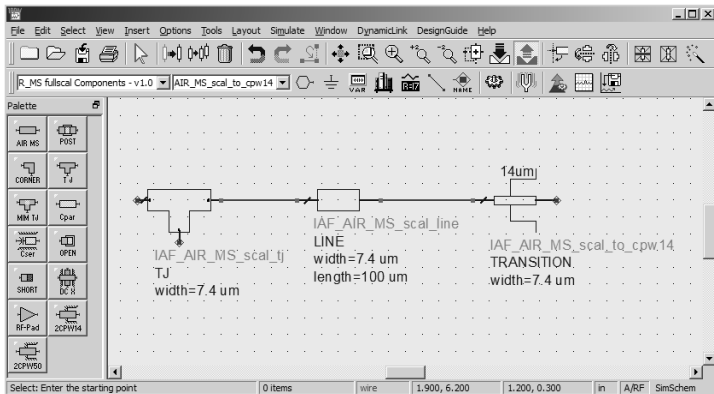 File Edit Select View Insert Options Tools Layout Simulate Window DynamicLink DesignGuide Help
R_MS fullscal Components - v1.0 AIR_MS_scal_to_cpw14
VAR
NAME
Palette
AIR MS POST
CORNER TJ
MIM TJ Cpar
Cser OPEN
SHORT DC X
RF-Pad 2CPW14
2CPW50
14um
IAF_AIR_MS_scal_tj
TJ
width=7.4 um
IAF_AIR_MS_scal_line
LINE
width=7.4 um
length=100 um
IAF_AIR_MS_scal_to_cpw14
TRANSITION
width=7.4 um
Select: Enter the starting point 0 items wire 1.900, 6.200 1.200, 0.300 in A/RF SimSchem